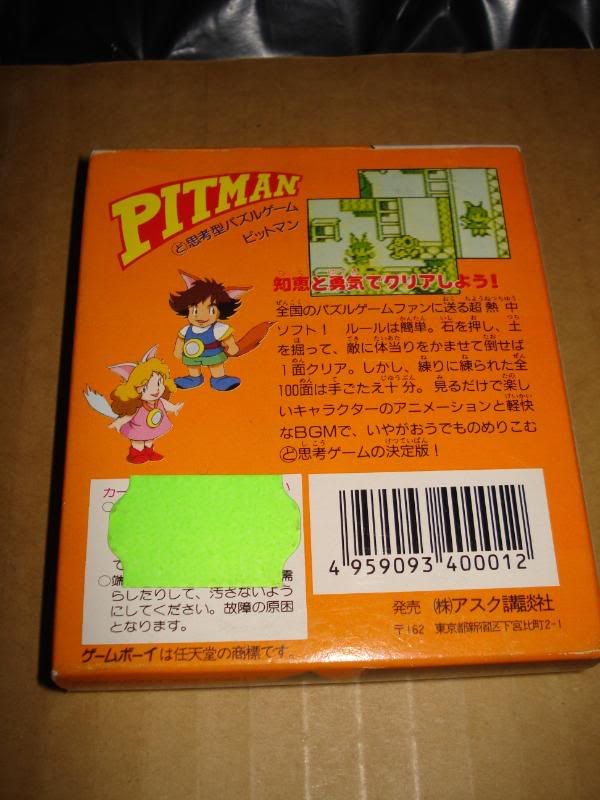 PITMAN
ど思考型パズルゲーム
ピットマン
知恵と勇気でクリアしよう!
全国のパズルゲームファンに送る超熱中
ソフト! ルールは簡単。石を押し、土
を掘って、敵に体当りをかませて倒せば
1面クリア。しかし、練りに練られた全
100面は手ごたえ十分。見るだけで楽し
いキャラクターのアニメーションと軽快
なBGMで、いやがおうでものめりこむ
ど思考ゲームの決定版!
カー
い
○
て
○端
需
らしたりして、汚さないよう
にしてください。故障の原因
となります。
4 959093 400012
発売 (株)アスク講談社
〒162 東京都新宿区下宮比町2-1
ゲームボーイは任天堂の商標です。